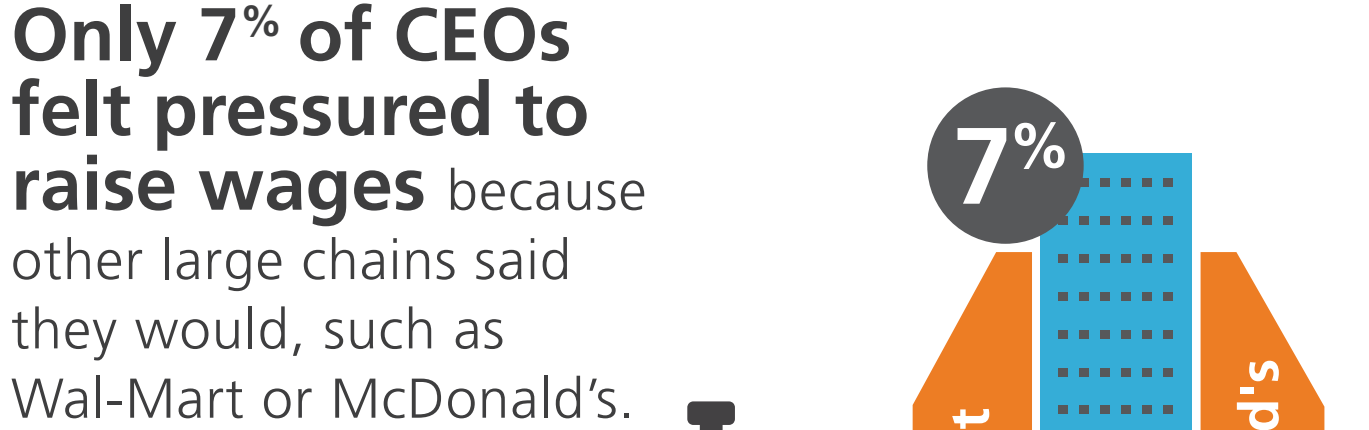 Only 7% of CEOs
felt pressured to
raise wages because
other large chains said
they would, such as
Wal-Mart or McDonald’s.
7%
t
d's